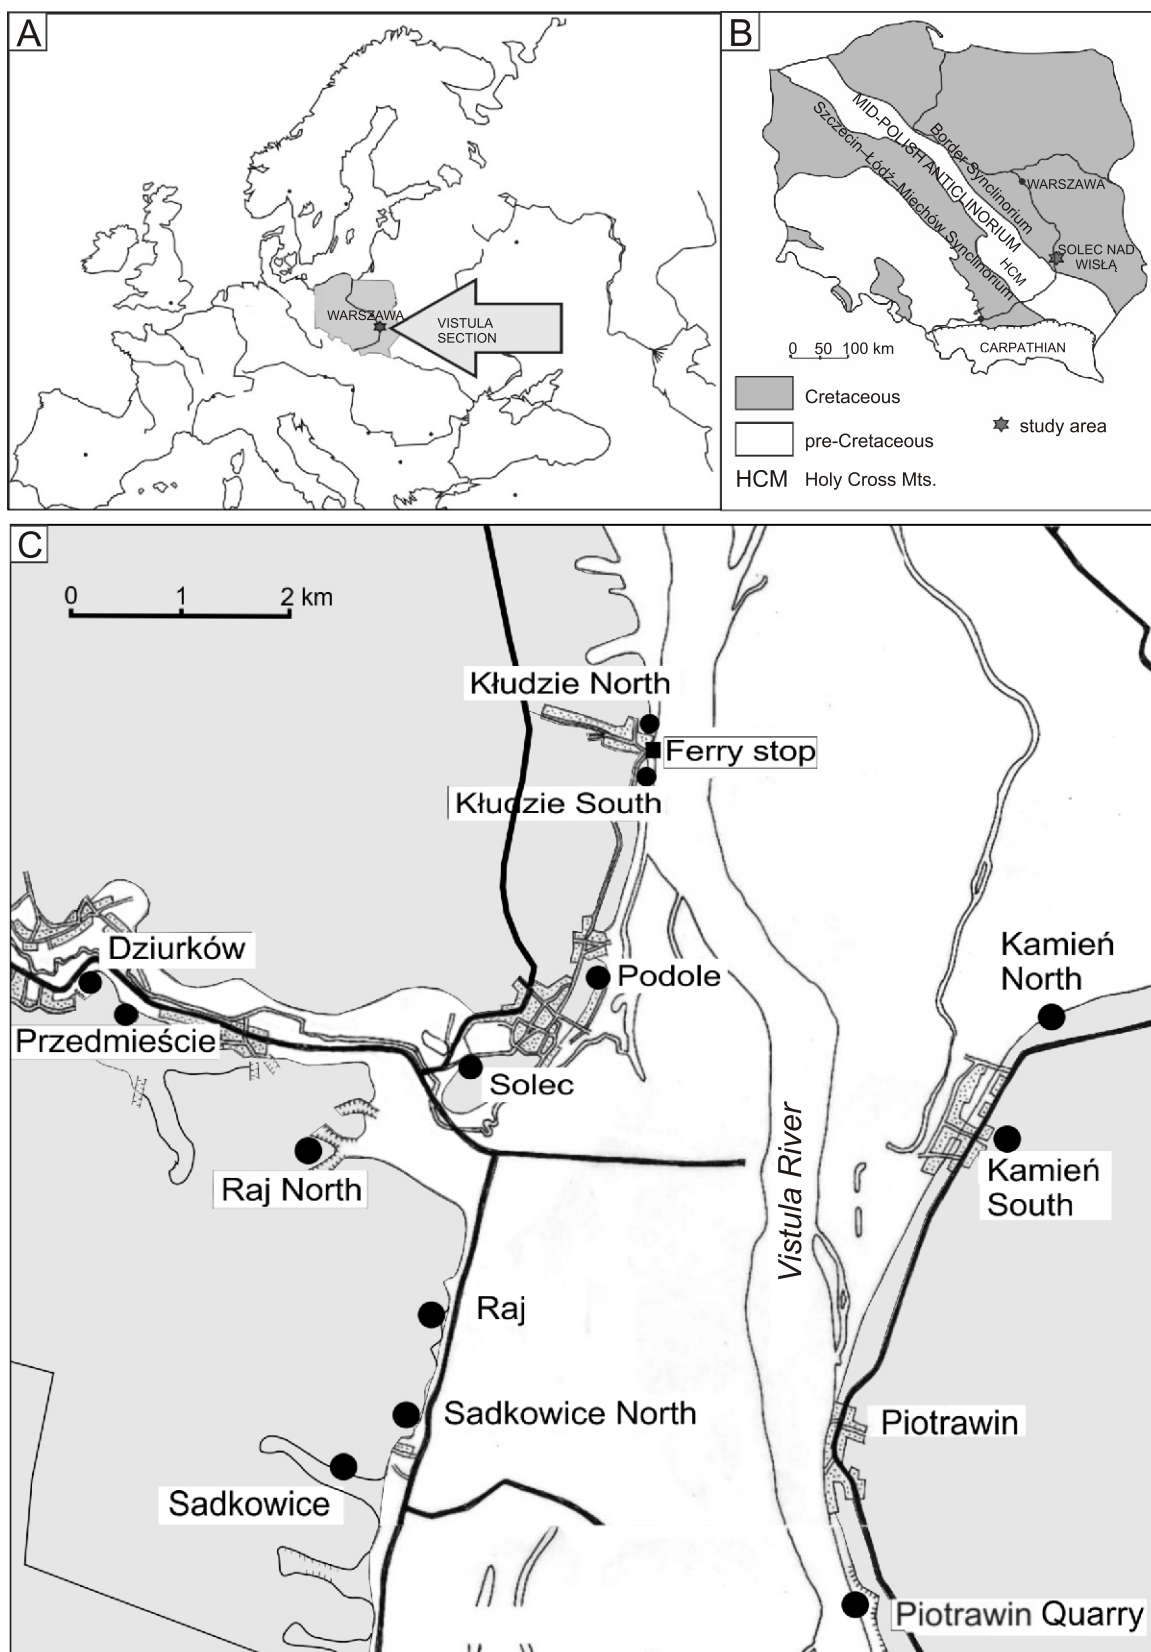 A
WARSZAWA
VISTULA
SECTION
B
MID-POLISH ANTICLINORIUM
Border Synclinorium
Szczecin–Łódź–Miechów Synclinorium
WARSZAWA
SOLEC NAD
WISŁĄ
HCM
CARPATHIAN
0 50 100 km
Cretaceous
pre-Cretaceous
study area
HCM Holy Cross Mts.
C
0 1 2 km
Kłudzie North
Ferry stop
Kłudzie South
Dziurków
Podole
Kamień
North
Przedmieście
Solec
Kamień
South
Raj North
Vistula River
Raj
Sadkowice North
Piotrawin
Sadkowice
Piotrawin Quarry